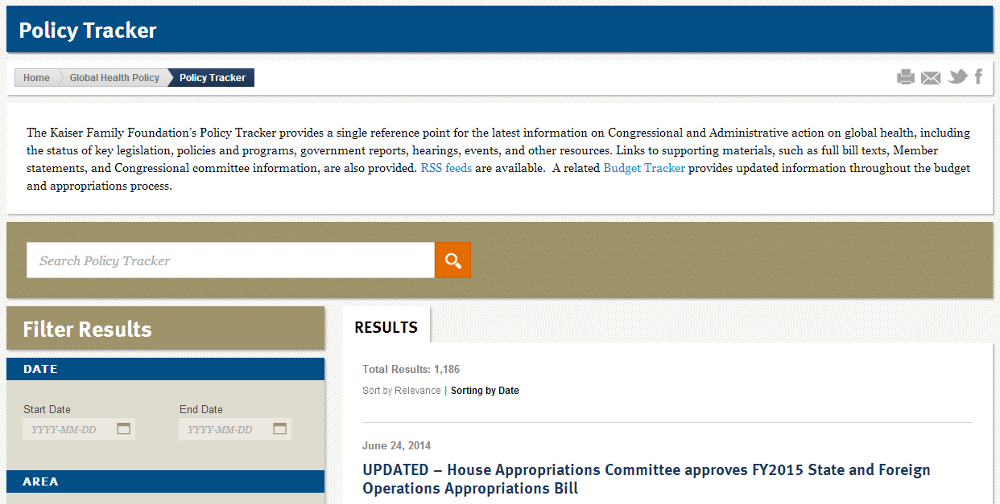 Policy Tracker
Home
Global Health Policy
Policy Tracker
The Kaiser Family Foundation’s Policy Tracker provides a single reference point for the latest information on Congressional and Administrative action on global health, including
the status of key legislation, policies and programs, government reports, hearings, events, and other resources. Links to supporting materials, such as full bill texts, Member
statements, and Congressional committee information, are also provided. RSS feeds are available.  A related Budget Tracker provides updated information throughout the budget
and appropriations process.
Search Policy Tracker
Filter Results
DATE
Start Date
End Date
YYYY-MM-DD
YYYY-MM-DD
AREA
RESULTS
Total Results: 1,186
Sort by Relevance | Sorting by Date
June 24, 2014
UPDATED – House Appropriations Committee approves FY2015 State and Foreign
Operations Appropriations Bill